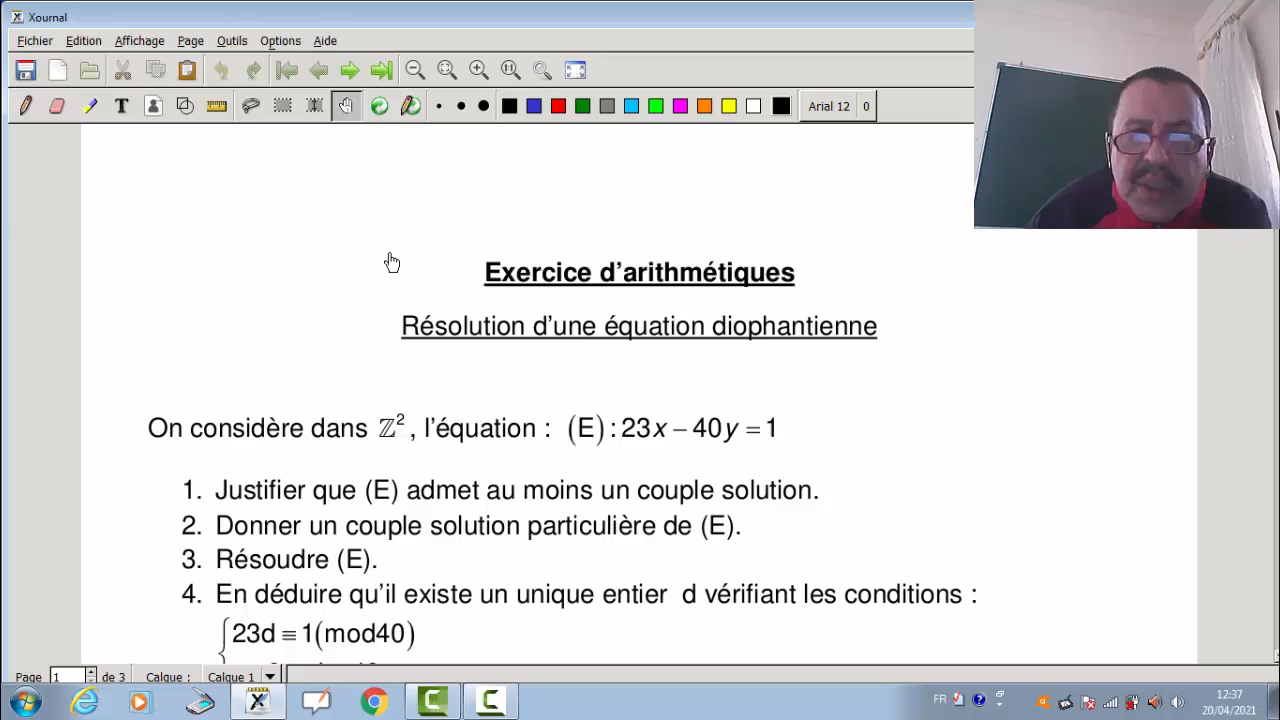 Xournal
Fichier Edition Affichage Page Outils Options Aide
Arial 12 0
Exercice d'arithmétiques
Résolution d'une équation diophantienne
On considère dans ℤ², l'équation : (E) : 23x − 40y = 1
1. Justifier que (E) admet au moins un couple solution.
2. Donner un couple solution particulière de (E).
3. Résoudre (E).
4. En déduire qu'il existe un unique entier d vérifiant les conditions :
23d ≡ 1(mod40)
Page 1 de 3 Calque : Calque 1
FR 12:37
20/04/2021